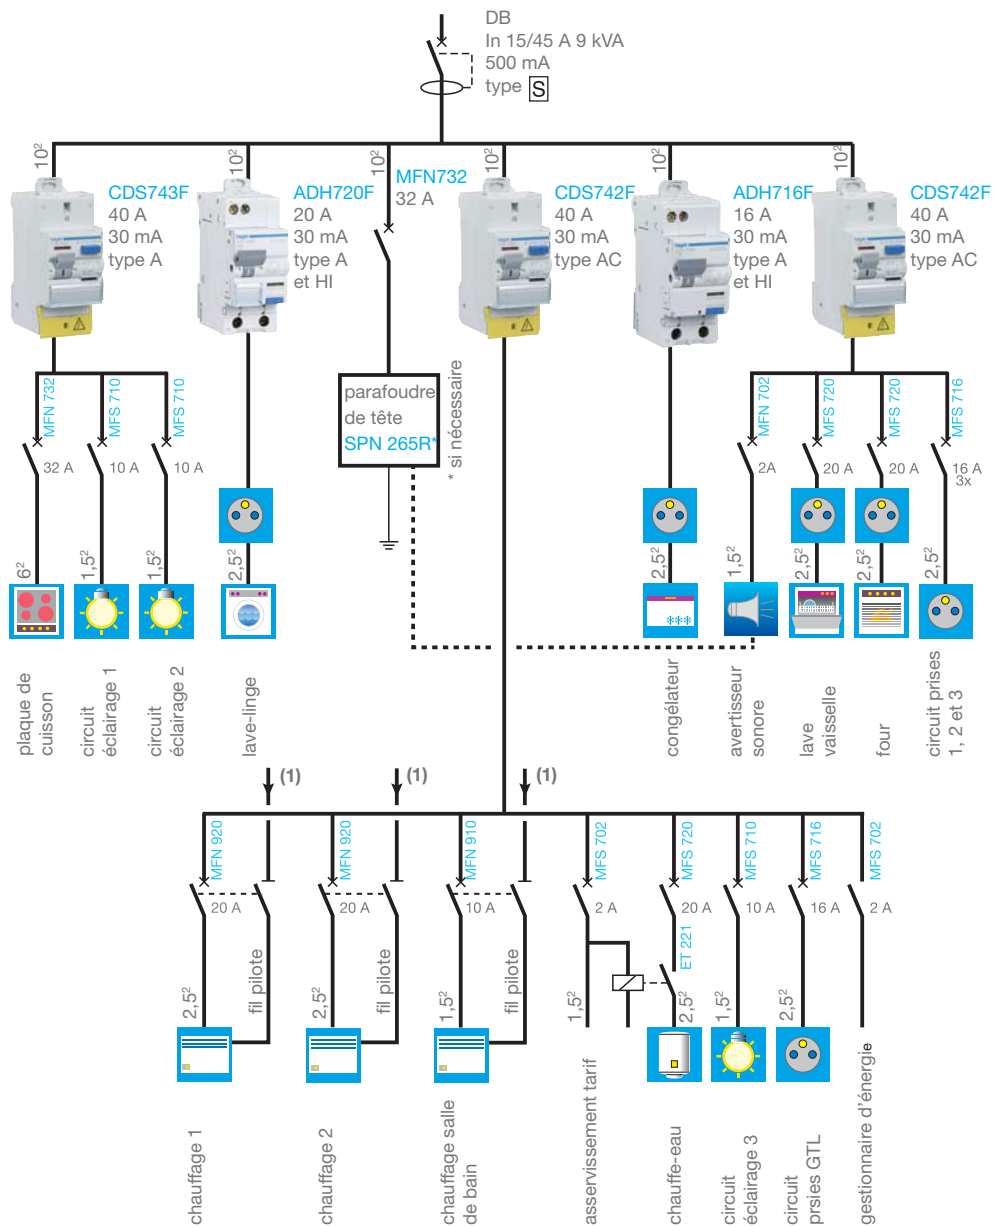 DB
In 15/45 A 9 kVA
500 mA
type S
10²
10²
10²
10²
10²
10²
CDS743F
40 A
30 mA
type A
ADH720F
20 A
30 mA
type A
et HI
MFN732
32 A
CDS742F
40 A
30 mA
type AC
ADH716F
16 A
30 mA
type A
et HI
CDS742F
40 A
30 mA
type AC
MFN 732
32 A
6²
plaque de
cuisson
MFS 710
10 A
1,5²
circuit
éclairage 1
MFS 710
10 A
1,5²
circuit
éclairage 2
2,5²
lave-linge
parafoudre
de tête
SPN 265R*
* si nécessaire
2,5²
congélateur
MFN 702
2A
1,5²
avertisseur
sonore
MFS 720
20 A
2,5²
lave
vaisselle
MFS 720
20 A
2,5²
four
MFS 716
16 A
3x
2,5²
circuit prises
1, 2 et 3
(1)
(1)
(1)
MFN 920
20 A
2,5²
fil pilote
chauffage 1
MFN 920
20 A
2,5²
fil pilote
chauffage 2
MFN 910
10 A
1,5²
fil pilote
chauffage salle
de bain
MFS 702
2 A
1,5²
asservissement tarif
MFS 720
20 A
ET 221
2,5²
chauffe-eau
MFS 710
10 A
1,5²
circuit
éclairage 3
MFS 716
16 A
2,5²
circuit
prsies GTL
MFS 702
2 A
gestionnaire d'énergie